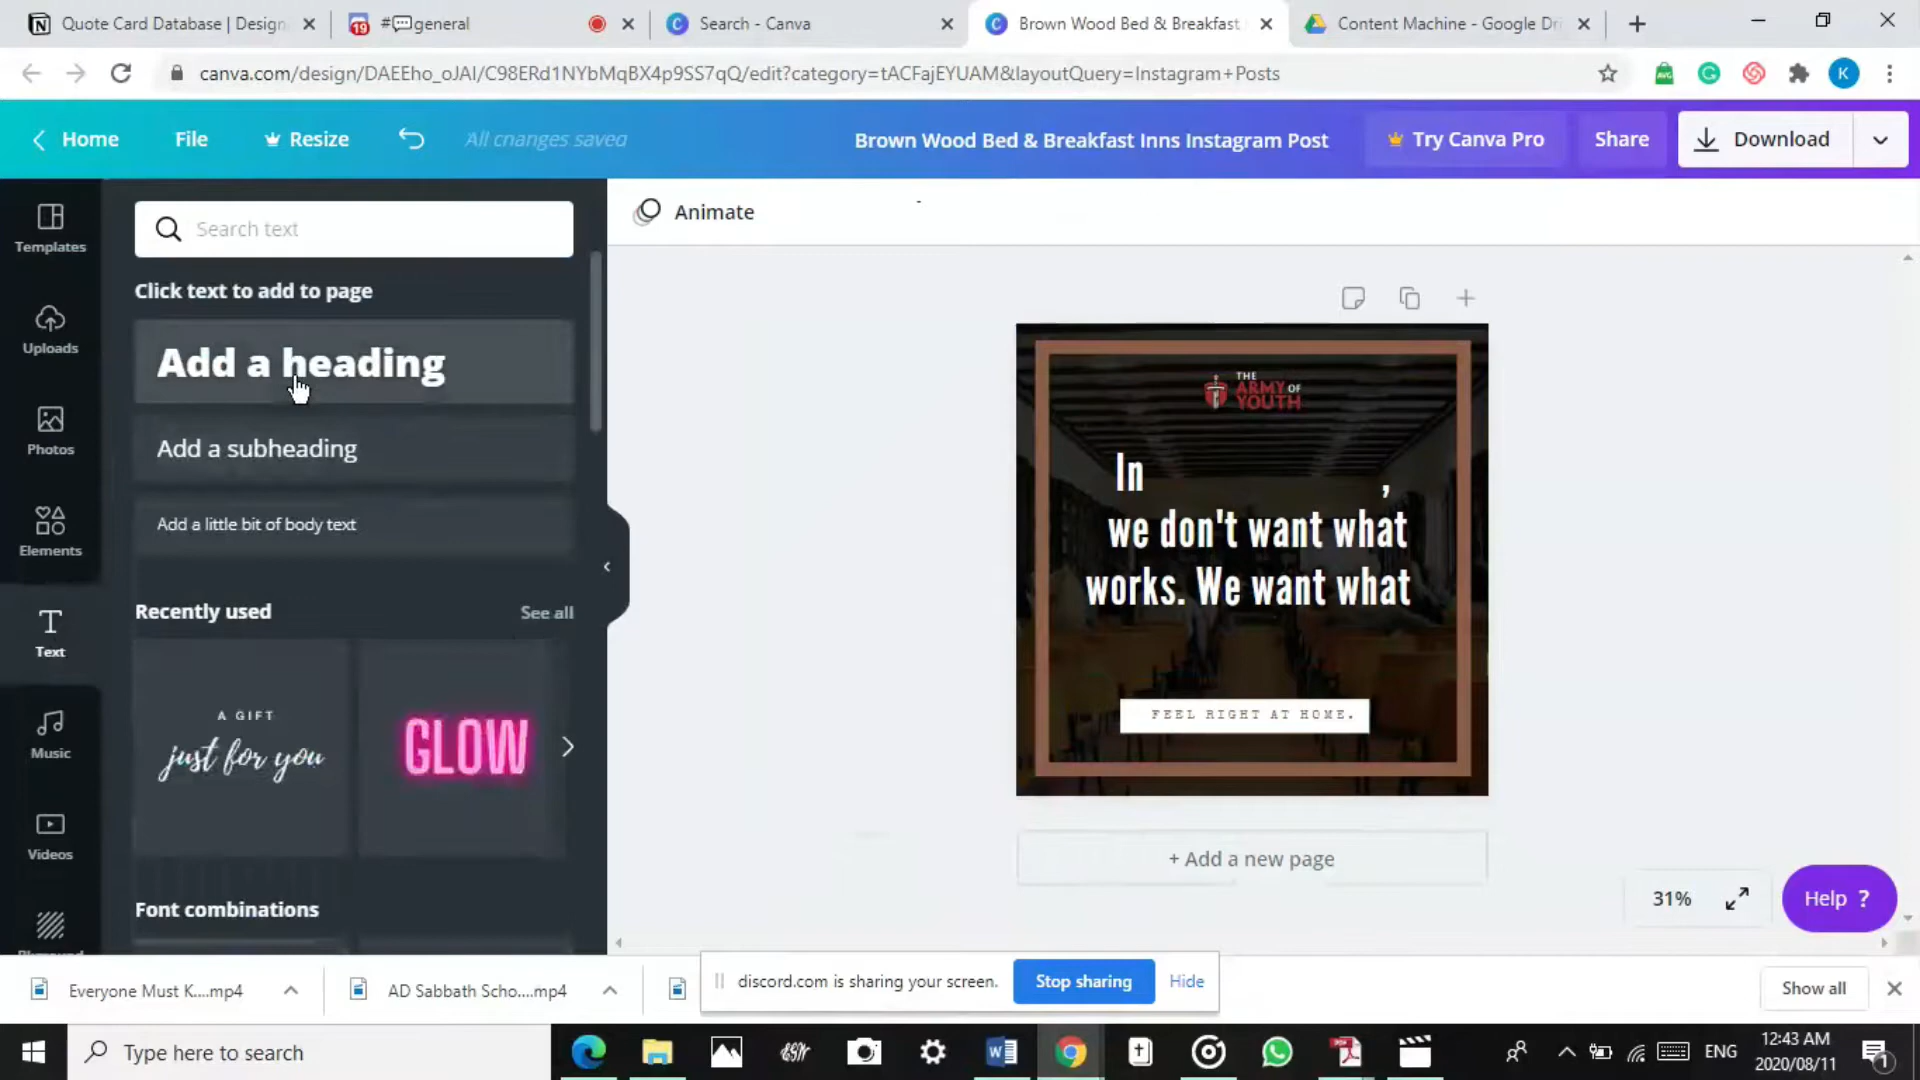 Quote Card Database | Design
19
#general
Search - Canva
Brown Wood Bed & Breakfast
Content Machine - Google Dri
canva.com/design/DAEEho_oJAI/C98ERd1NYbMqBX4p9SS7qQ/edit?category=tACFajEYUAM&layoutQuery=Instagram+Posts
AVG
K
Home
File
Resize
All changes saved
Brown Wood Bed & Breakfast Inns Instagram Post
Try Canva Pro
Share
Download
Templates
Uploads
Photos
Elements
Text
Music
Videos
Search text
Click text to add to page
Add a heading
Add a subheading
Add a little bit of body text
Recently used
See all
A GIFT
just for you
GLOW
Font combinations
Animate
THE
ARMY OF
YOUTH
In ,
we don't want what
works. We want what
FEEL RIGHT AT HOME.
+ Add a new page
31%
Help ?
Everyone Must K....mp4
AD Sabbath Scho....mp4
discord.com is sharing your screen.
Stop sharing
Hide
Show all
Type here to search
ENG
12:43 AM
2020/08/11
1